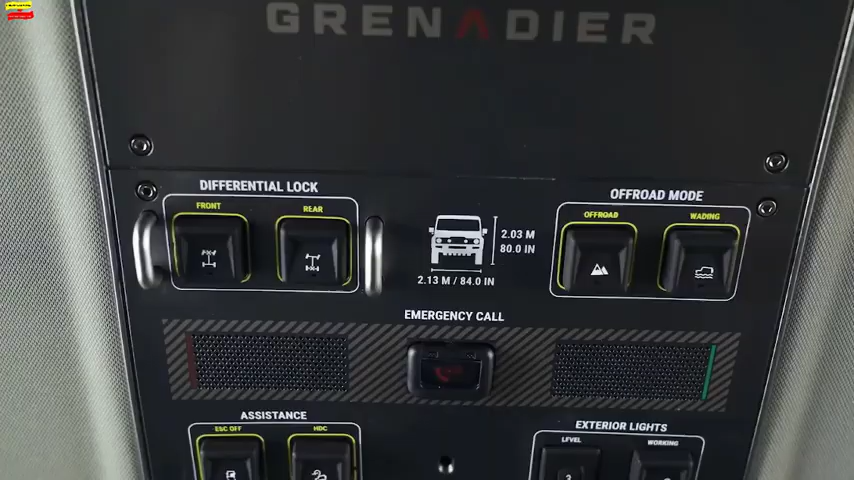 GRENADIER
DIFFERENTIAL LOCK
FRONT
REAR
2.03 M
80.0 IN
2.13 M / 84.0 IN
OFFROAD MODE
OFFROAD
WADING
EMERGENCY CALL
ASSISTANCE
ESC OFF
HDC
EXTERIOR LIGHTS
LEVEL
WORKING